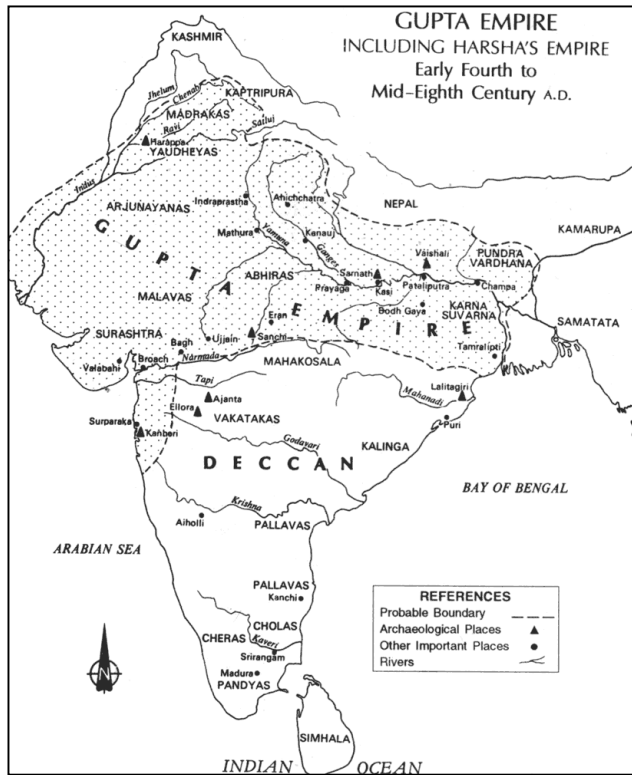 GUPTA EMPIRE
INCLUDING HARSHA'S EMPIRE
Early Fourth to
Mid-Eighth Century A.D.
KASHMIR
Jhelum
Chenab
KAPTRIPURA
MADRAKAS
Ravi
Satluj
Harappa
YAUDHEYAS
Indus
Indraprastha
Ahichchatra
NEPAL
ARJUNAYANAS
KAMARUPA
Mathura
Yamuna
Kanauj
Ganges
GUPTA
EMPIRE
Vaishali
PUNDRA
VARDHANA
ABHIRAS
Sarnath
Prayaga
Kasi
Pataliputra
Champa
MALAVAS
Bodh Gaya
KARNA
SUVARNA
Eran
SAMATATA
SURASHTRA
Bagh
Ujjain
Sanchi
Tamralipti
Valabahi
Broach
Narmada
MAHAKOSALA
Tapi
Lalitagiri
Mahanadi
Ajanta
Ellora
VAKATAKAS
Surparaka
Kanheri
Puri
Godavari
KALINGA
DECCAN
BAY OF BENGAL
Krishna
Aiholli
PALLAVAS
ARABIAN SEA
PALLAVAS
Kanchi
CHOLAS
CHERAS
Kaveri
Srirangam
Madura
PANDYAS
N
SIMHALA
INDIAN OCEAN
REFERENCES
Probable Boundary
Archaeological Places
Other Important Places
Rivers